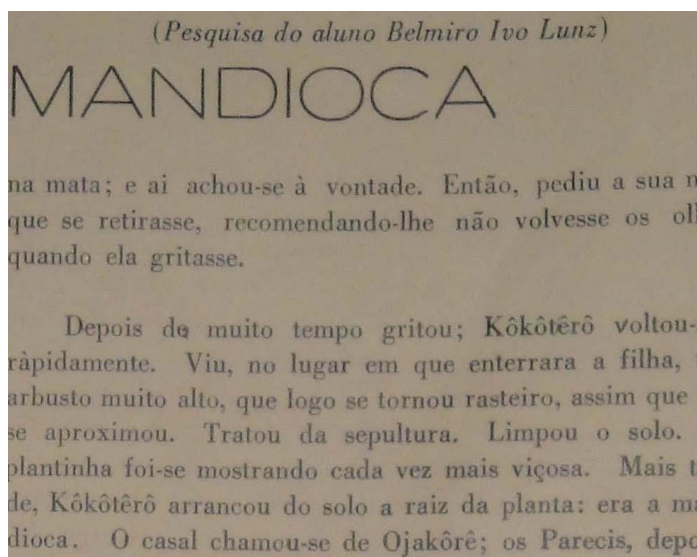 (Pesquisa do aluno Belmiro Ivo Lunz)
MANDIOCA
na mata; e ai achou-se à vontade. Então, pediu a sua
que se retirasse, recomendando-lhe não volvesse os
quando ela gritasse.
Depois de muito tempo gritou; Kôkôtêrô voltou-
ràpidamente. Viu, no lugar em que enterrara a filha,
arbusto muito alto, que logo se tornou rasteiro, assim que
se aproximou. Tratou da sepultura. Limpou o solo.
plantinha foi-se mostrando cada vez mais viçosa. Mais
de, Kôkôtêrô arrancou do solo a raiz da planta: era a
dioca. O casal chamou-se de Ojakôrê; os Parecis,